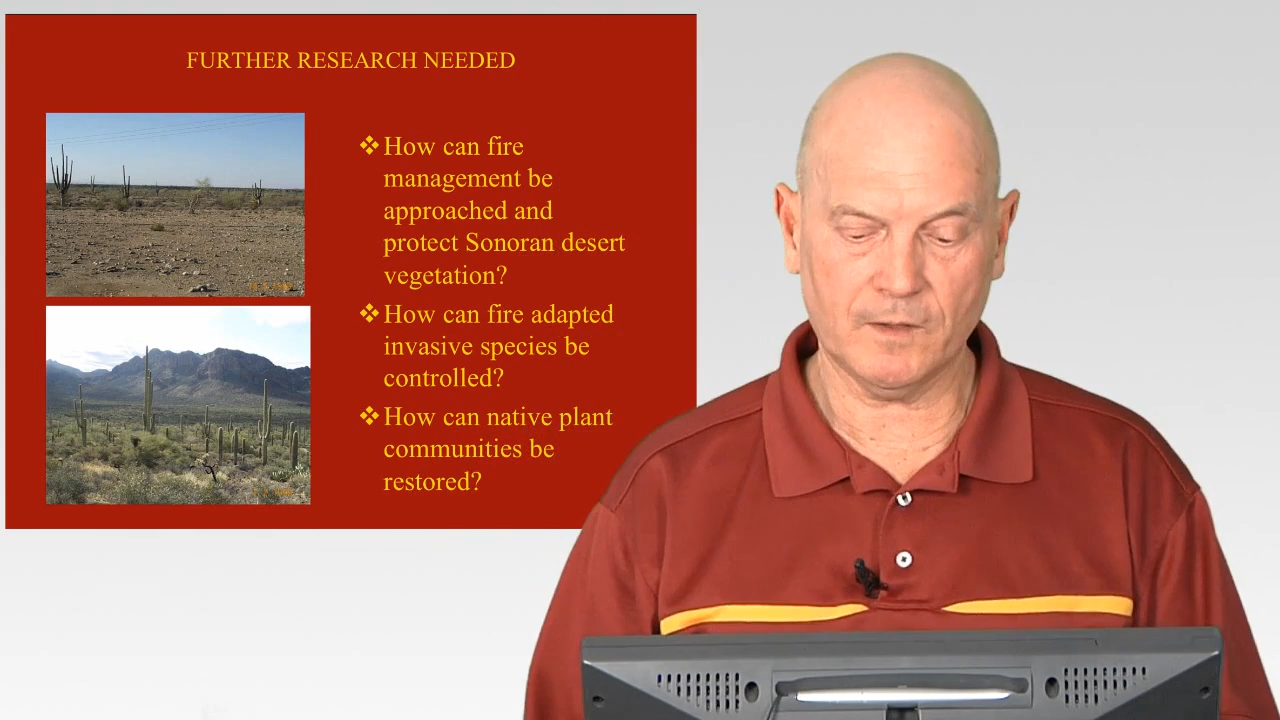 FURTHER RESEARCH NEEDED
❖How can fire
management be
approached and
protect Sonoran desert
vegetation?
❖How can fire adapted
invasive species be
controlled?
❖How can native plant
communities be
restored?